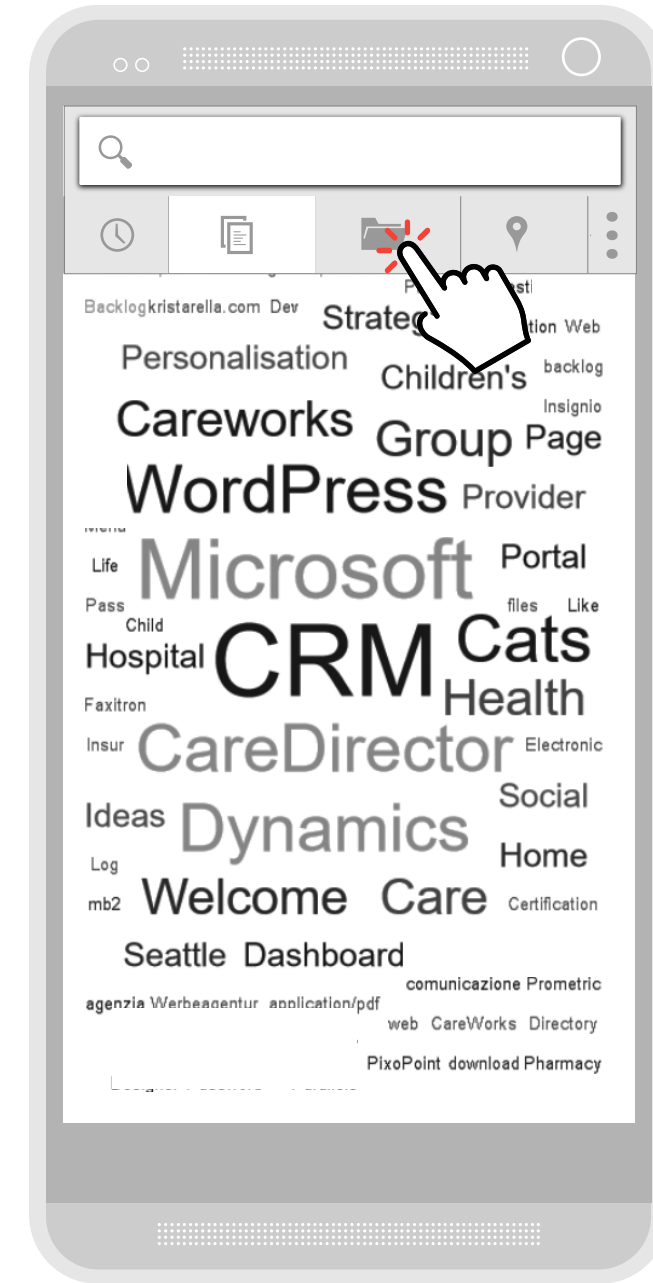 Backlog kristarella.com Dev
Web
Personalisation
Children's backlog
Insignio
Careworks Group Page
WordPress Provider
Life Microsoft Portal
Pass files Like
Child
Hospital CRM Cats
Faxitron Health
Insur CareDirector Electronic
Social
Ideas Dynamics
Log Home
mb2 Welcome Care Certification
Seattle Dashboard
comunicazione Prometric
agenzia Werbeagentur application/pdf
web CareWorks Directory
PixoPoint download Pharmacy